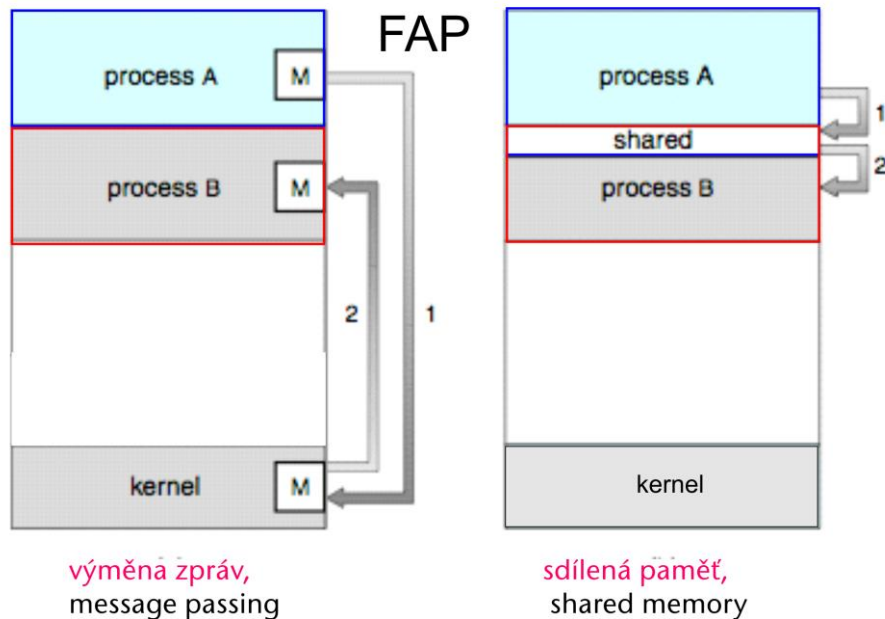 FAP
process A
M
process B
M
2
1
kernel
M
výměna zpráv,
message passing
process A
1
shared
2
process B
kernel
sdílená paměť,
shared memory